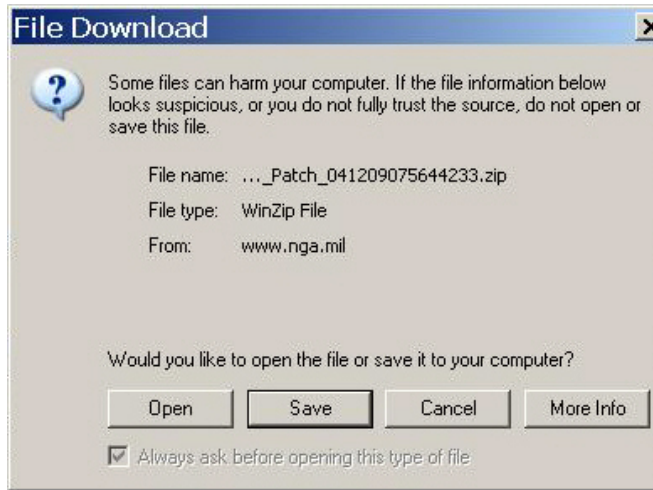 File Download
Some files can harm your computer. If the file information below
looks suspicious, or you do not fully trust the source, do not open or
save this file.
File name: ..._Patch_041209075644233.zip
File type: WinZip File
From: www.nga.mil
Would you like to open the file or save it to your computer?
Open Save Cancel More Info
Always ask before opening this type of file